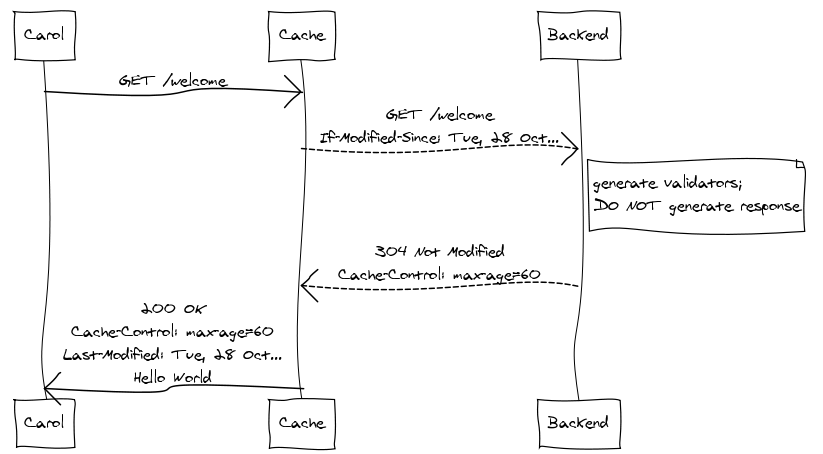 Carol
Cache
Backend
GET /welcome
GET /welcome
If-Modified-Since: Tue, 28 Oct...
generate validators;
DO NOT generate response
304 Not Modified
Cache-Control: max-age=60
200 OK
Cache-Control: max-age=60
Last-Modified: Tue, 28 Oct...
Hello World
Carol
Cache
Backend